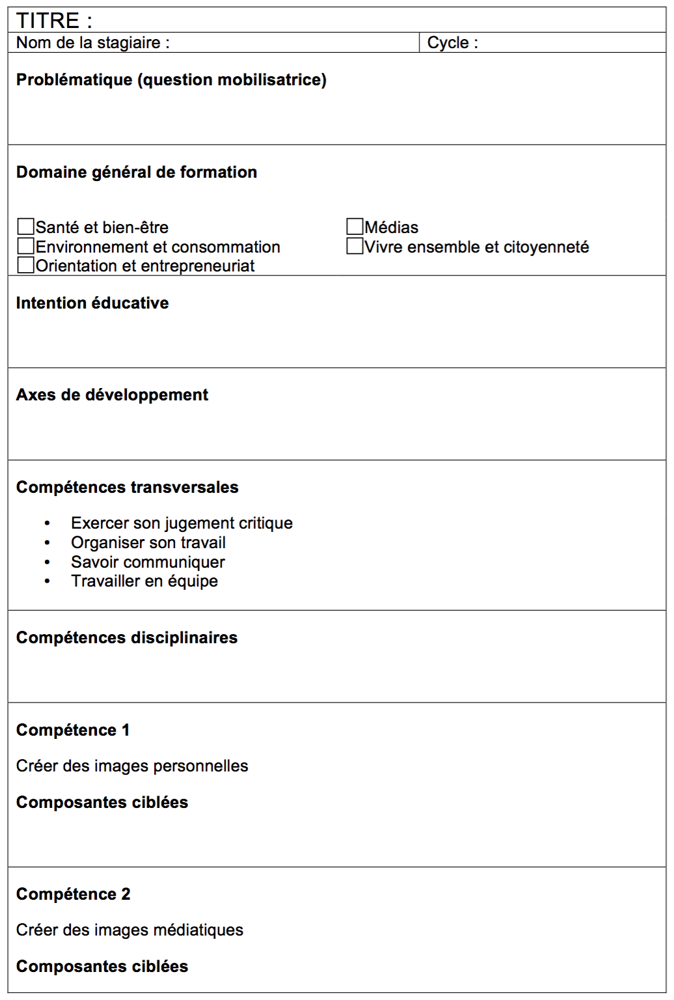 TITRE :
Nom de la stagiaire :
Cycle :
Problématique (question mobilisatrice)
Domaine général de formation
Santé et bien-être
Médias
Environnement et consommation
Vivre ensemble et citoyenneté
Orientation et entrepreneuriat
Intention éducative
Axes de développement
Compétences transversales
• Exercer son jugement critique
• Organiser son travail
• Savoir communiquer
• Travailler en équipe
Compétences disciplinaires
Compétence 1
Créer des images personnelles
Composantes ciblées
Compétence 2
Créer des images médiatiques
Composantes ciblées